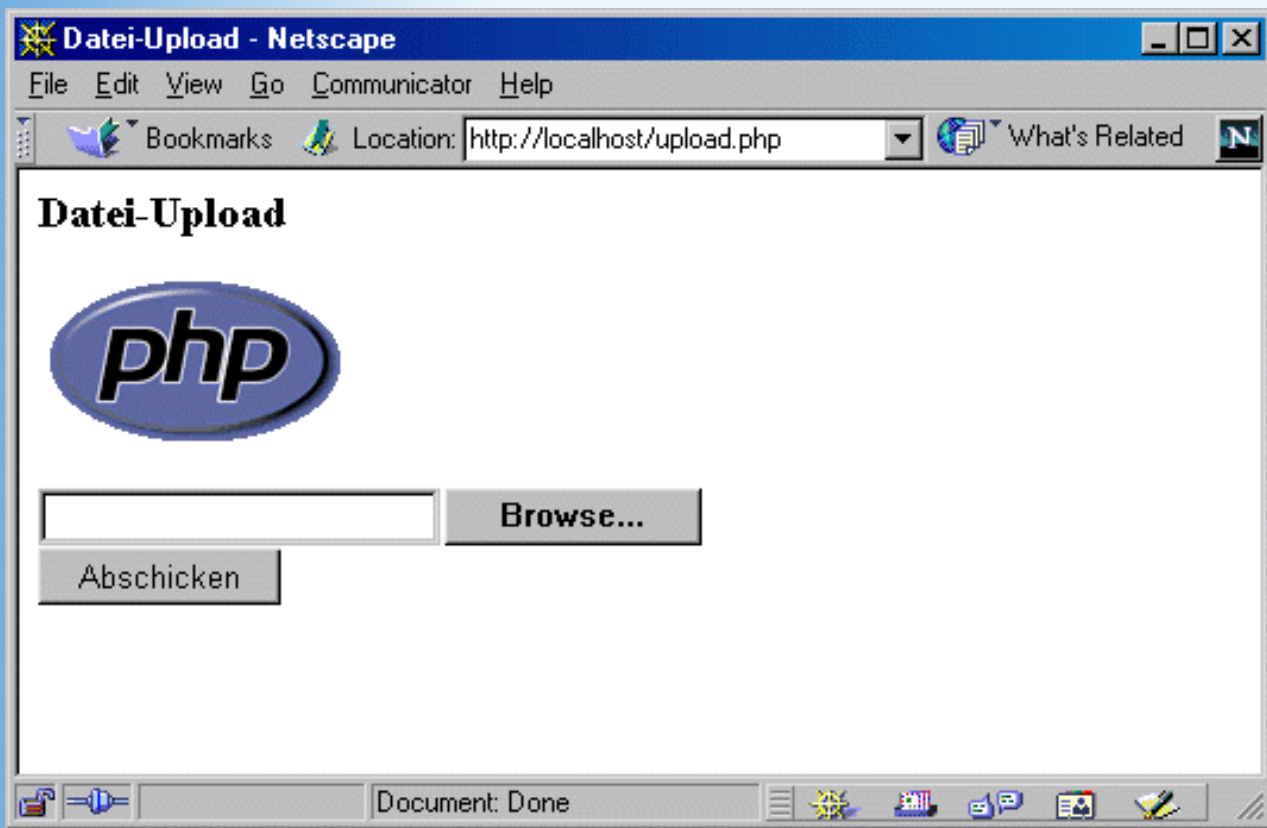 Datei-Upload - Netscape
File Edit View Go Communicator Help
Bookmarks Location: http://localhost/upload.php What's Related N
Datei-Upload
php
Browse...
Abschicken
Document: Done